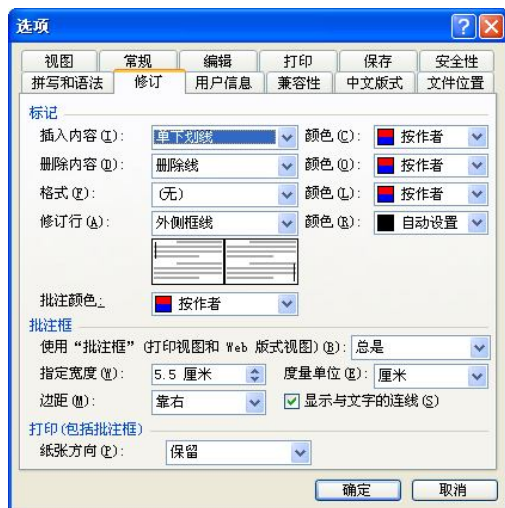 选项
视图 常规 编辑 打印 保存 安全性
拼写和语法 修订 用户信息 兼容性 中文版式 文件位置
标记
插入内容(I): 单下划线 颜色(C): 按作者
删除内容(D): 删除线 颜色(O): 按作者
格式(F): (无) 颜色(L): 按作者
修订行(A): 外侧框线 颜色(R): 自动设置
批注颜色: 按作者
批注框
使用“批注框”(打印视图和 Web 版式视图)(B): 总是
指定宽度(W): 5.5 厘米 度量单位(E): 厘米
边距(M): 靠右 显示与文字的连线(S)
打印(包括批注框)
纸张方向(P): 保留
确定 取消